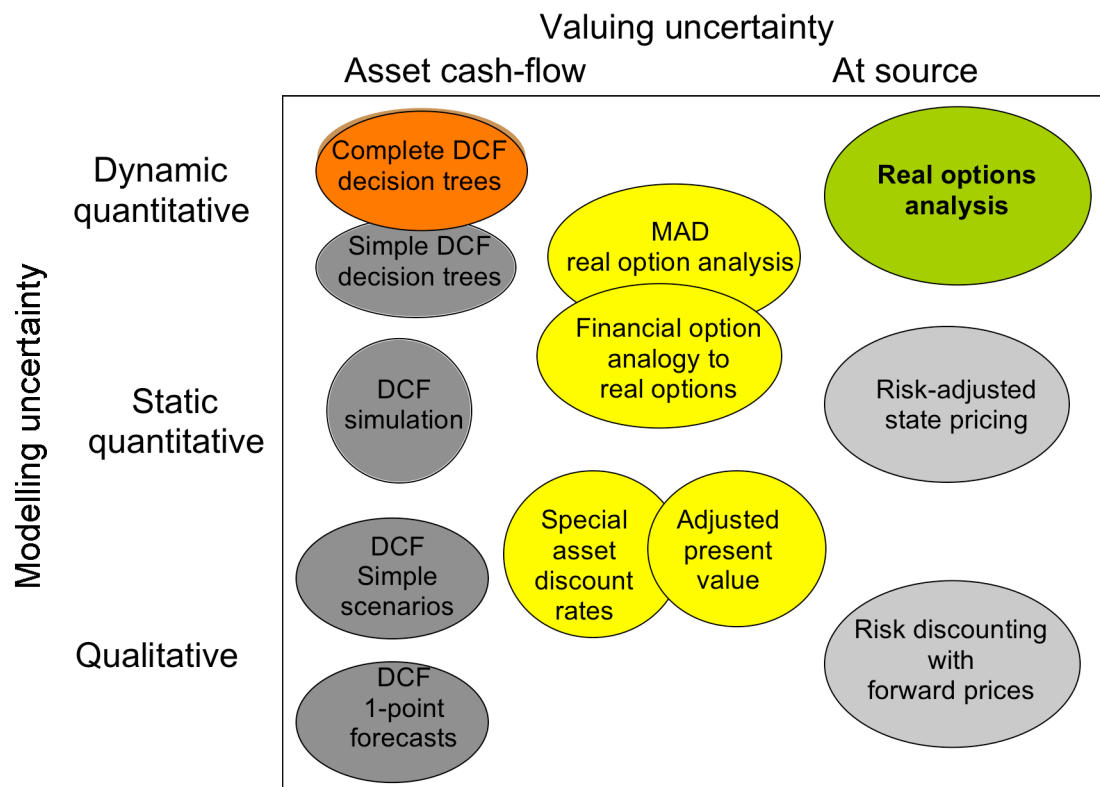 Valuing uncertainty
Asset cash-flow
At source
Modelling uncertainty
Dynamic
quantitative
Static
quantitative
Qualitative
Complete DCF
decision trees
Simple DCF
decision trees
DCF
simulation
DCF
Simple
scenarios
DCF
1-point
forecasts
MAD
real option analysis
Financial option
analogy to
real options
Special
asset
discount
rates
Adjusted
present
value
Real options
analysis
Risk-adjusted
state pricing
Risk discounting
with
forward prices